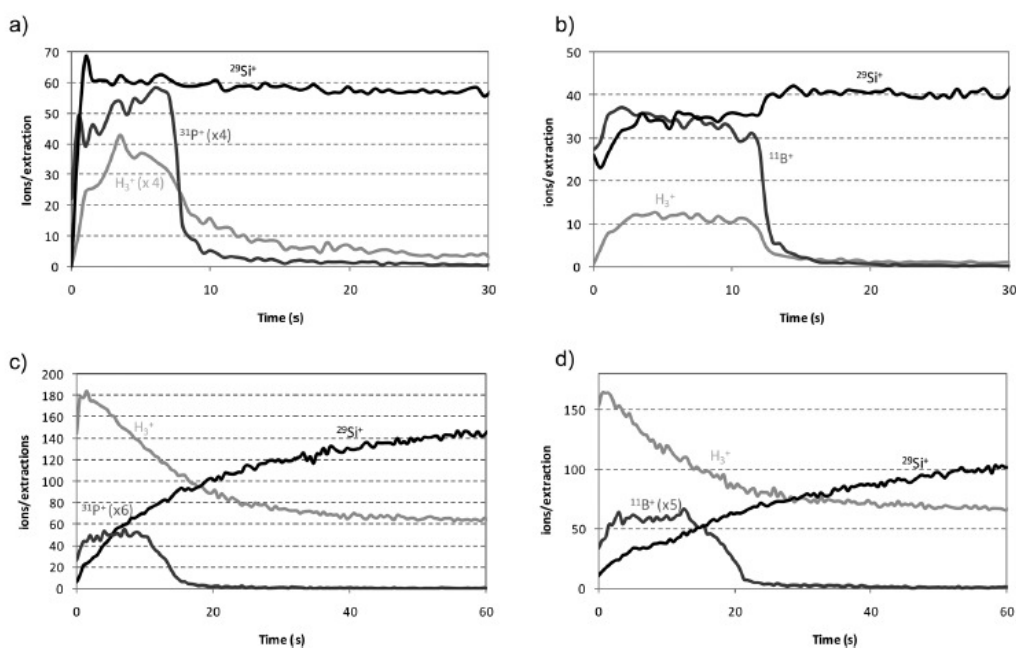 a)
70
60
50
40
30
20
10
0
Ions/extraction
²⁹Si⁺
³¹P⁺ (x4)
H₃⁺ (x 4)
0
10
20
30
Time (s)
b)
50
40
30
20
10
0
ions/extraction
²⁹Si⁺
¹¹B⁺
H₃⁺
0
10
20
30
Time (s)
c)
200
180
160
140
120
100
80
60
40
20
0
ions/extractions
H₃⁺
²⁹Si⁺
³¹P⁺ (x6)
0
20
40
60
Time (s)
d)
150
100
50
0
ions/extraction
H₃⁺
²⁹Si⁺
¹¹B⁺ (x5)
0
20
40
60
Time (s)